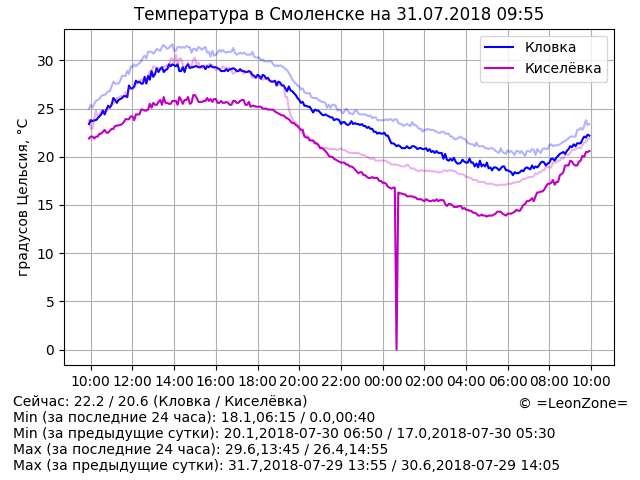 Температура в Смоленске на 31.07.2018 09:55
градусов Цельсия, °C
30
25
20
15
10
5
0
Кловка
Киселёвка
10:00 12:00 14:00 16:00 18:00 20:00 22:00 00:00 02:00 04:00 06:00 08:00 10:00
Сейчас: 22.2 / 20.6 (Кловка / Киселёвка)
© =LeonZone=
Min (за последние 24 часа): 18.1,06:15 / 0.0,00:40
Min (за предыдущие сутки): 20.1,2018-07-30 06:50 / 17.0,2018-07-30 05:30
Max (за последние 24 часа): 29.6,13:45 / 26.4,14:55
Max (за предыдущие сутки): 31.7,2018-07-29 13:55 / 30.6,2018-07-29 14:05